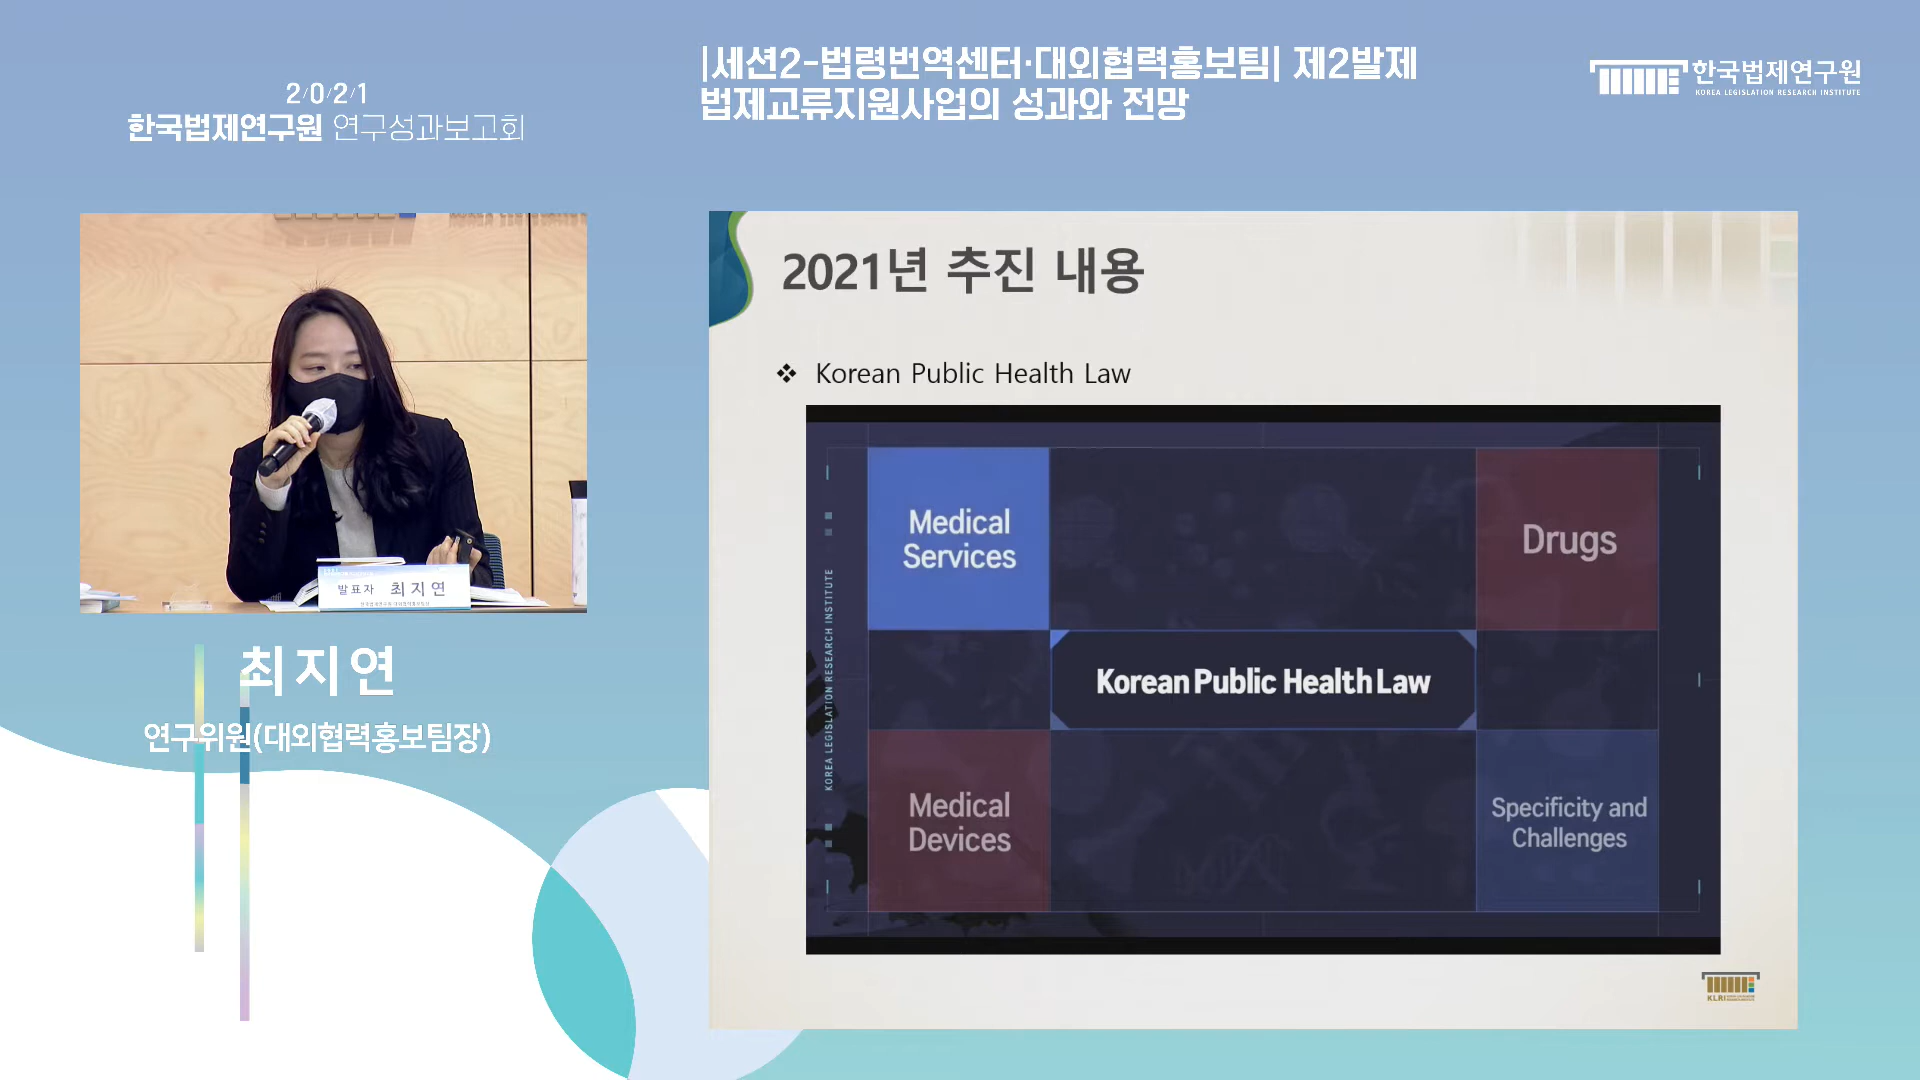 2/0/2/1
한국법제연구원 연구성과보고회
|세션2-법령번역센터·대외협력홍보팀| 제2발제
법제교류지원사업의 성과와 전망
한국법제연구원
KOREA LEGISLATION RESEARCH INSTITUTE
발표자 최지연
최지연
연구위원(대외협력홍보팀장)
2021년 추진 내용
❖ Korean Public Health Law
Medical
Services
Drugs
KOREA LEGISLATION RESEARCH INSTITUTE
Korean Public Health Law
Medical
Devices
Specificity and
Challenges
KLRI